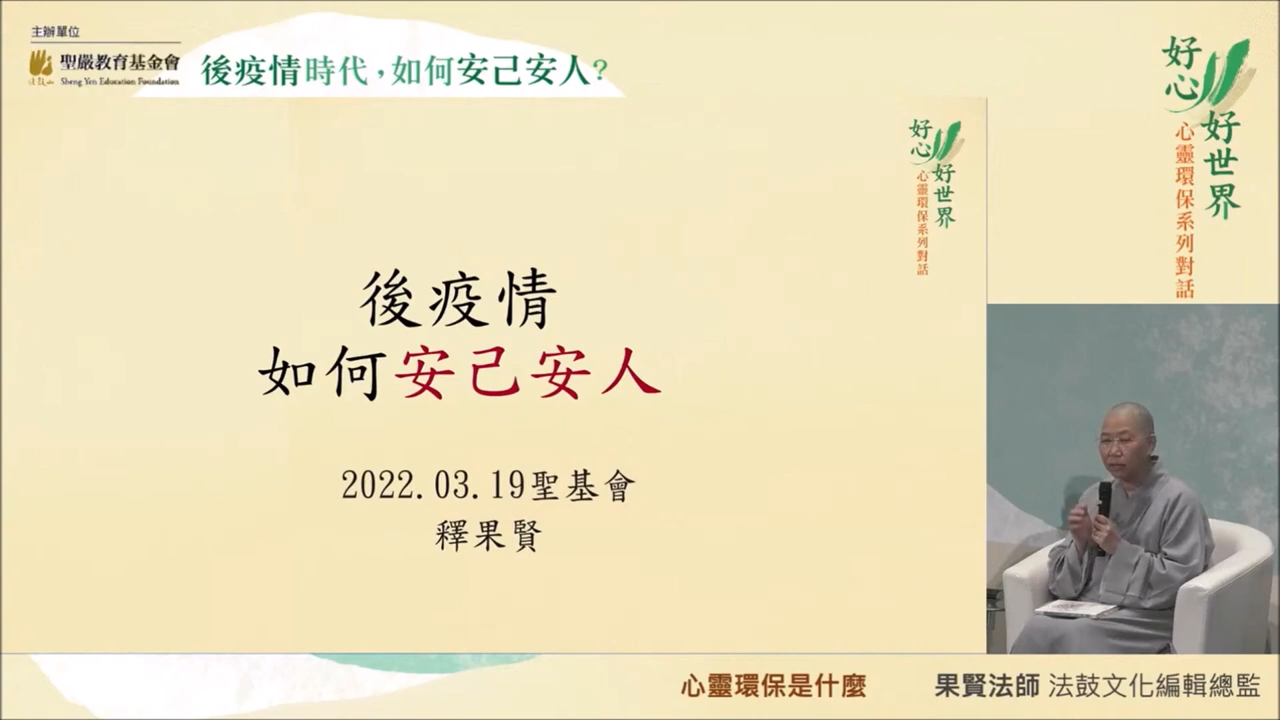 主辦單位
聖嚴教育基金會
Sheng Yen Education Foundation
法鼓山
後疫情時代，如何安己安人？
好心
好世界
心靈環保系列對話
好心
好世界
心靈環保系列對話
後疫情
如何安己安人
2022.03.19聖基會
釋果賢
心靈環保是什麼
果賢法師 法鼓文化編輯總監